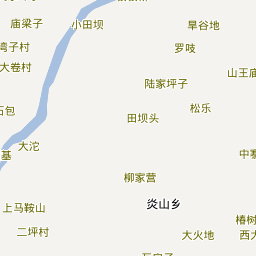 庙梁子
小田坝
旱谷地
湾子村
罗吱
大卷村
山王庙
陆家坪子
石包
松乐
田坝头
大沱
基
中寨
柳家营
上马鞍山
炎山乡
椿树
二坪村
大火地
西大